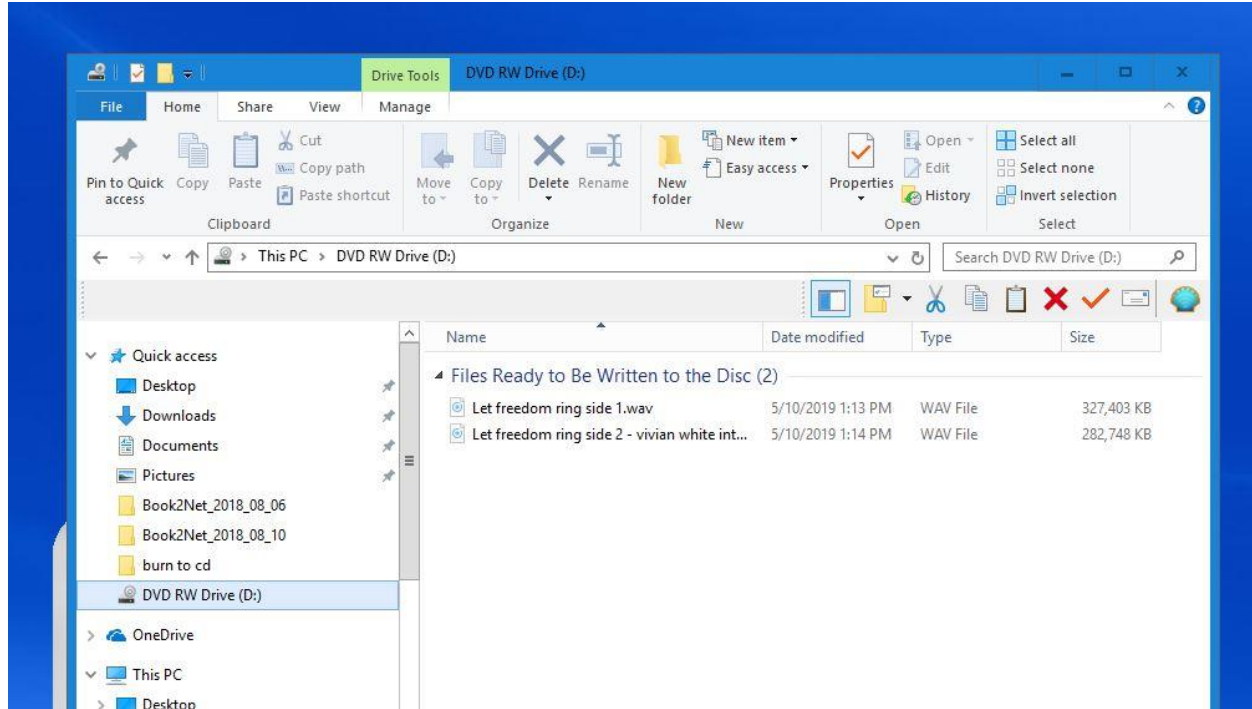 Drive Tools DVD RW Drive (D:)
File Home Share View Manage
Pin to Quick access
Copy
Paste
Cut
Copy path
Paste shortcut
Clipboard
Move to
Copy to
Delete
Rename
Organize
New folder
New item
Easy access
New
Properties
Open
Edit
History
Open
Select all
Select none
Invert selection
Select
This PC > DVD RW Drive (D:)
Search DVD RW Drive (D:)
Quick access
Desktop
Downloads
Documents
Pictures
Book2Net_2018_08_06
Book2Net_2018_08_10
burn to cd
DVD RW Drive (D:)
OneDrive
This PC
Desktop
Name Date modified Type Size
Files Ready to Be Written to the Disc (2)
Let freedom ring side 1.wav 5/10/2019 1:13 PM WAV File 327,403 KB
Let freedom ring side 2 - vivian white int... 5/10/2019 1:14 PM WAV File 282,748 KB